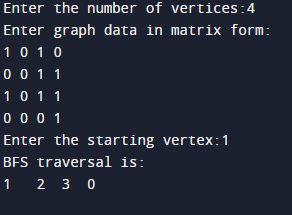 Enter the number of vertices:4
Enter graph data in matrix form:
1 0 1 0
0 0 1 1
1 0 1 1
0 0 0 1
Enter the starting vertex:1
BFS traversal is:
1   2  3  0